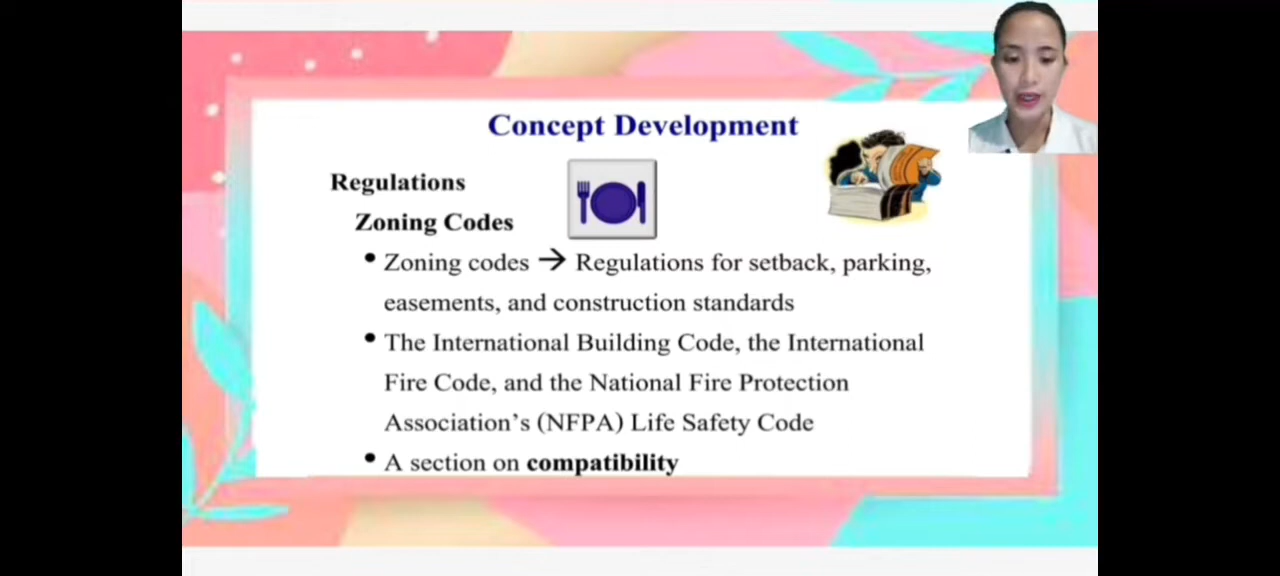 Concept Development
Regulations
Zoning Codes
• Zoning codes → Regulations for setback, parking,
easements, and construction standards
• The International Building Code, the International
Fire Code, and the National Fire Protection
Association’s (NFPA) Life Safety Code
• A section on compatibility